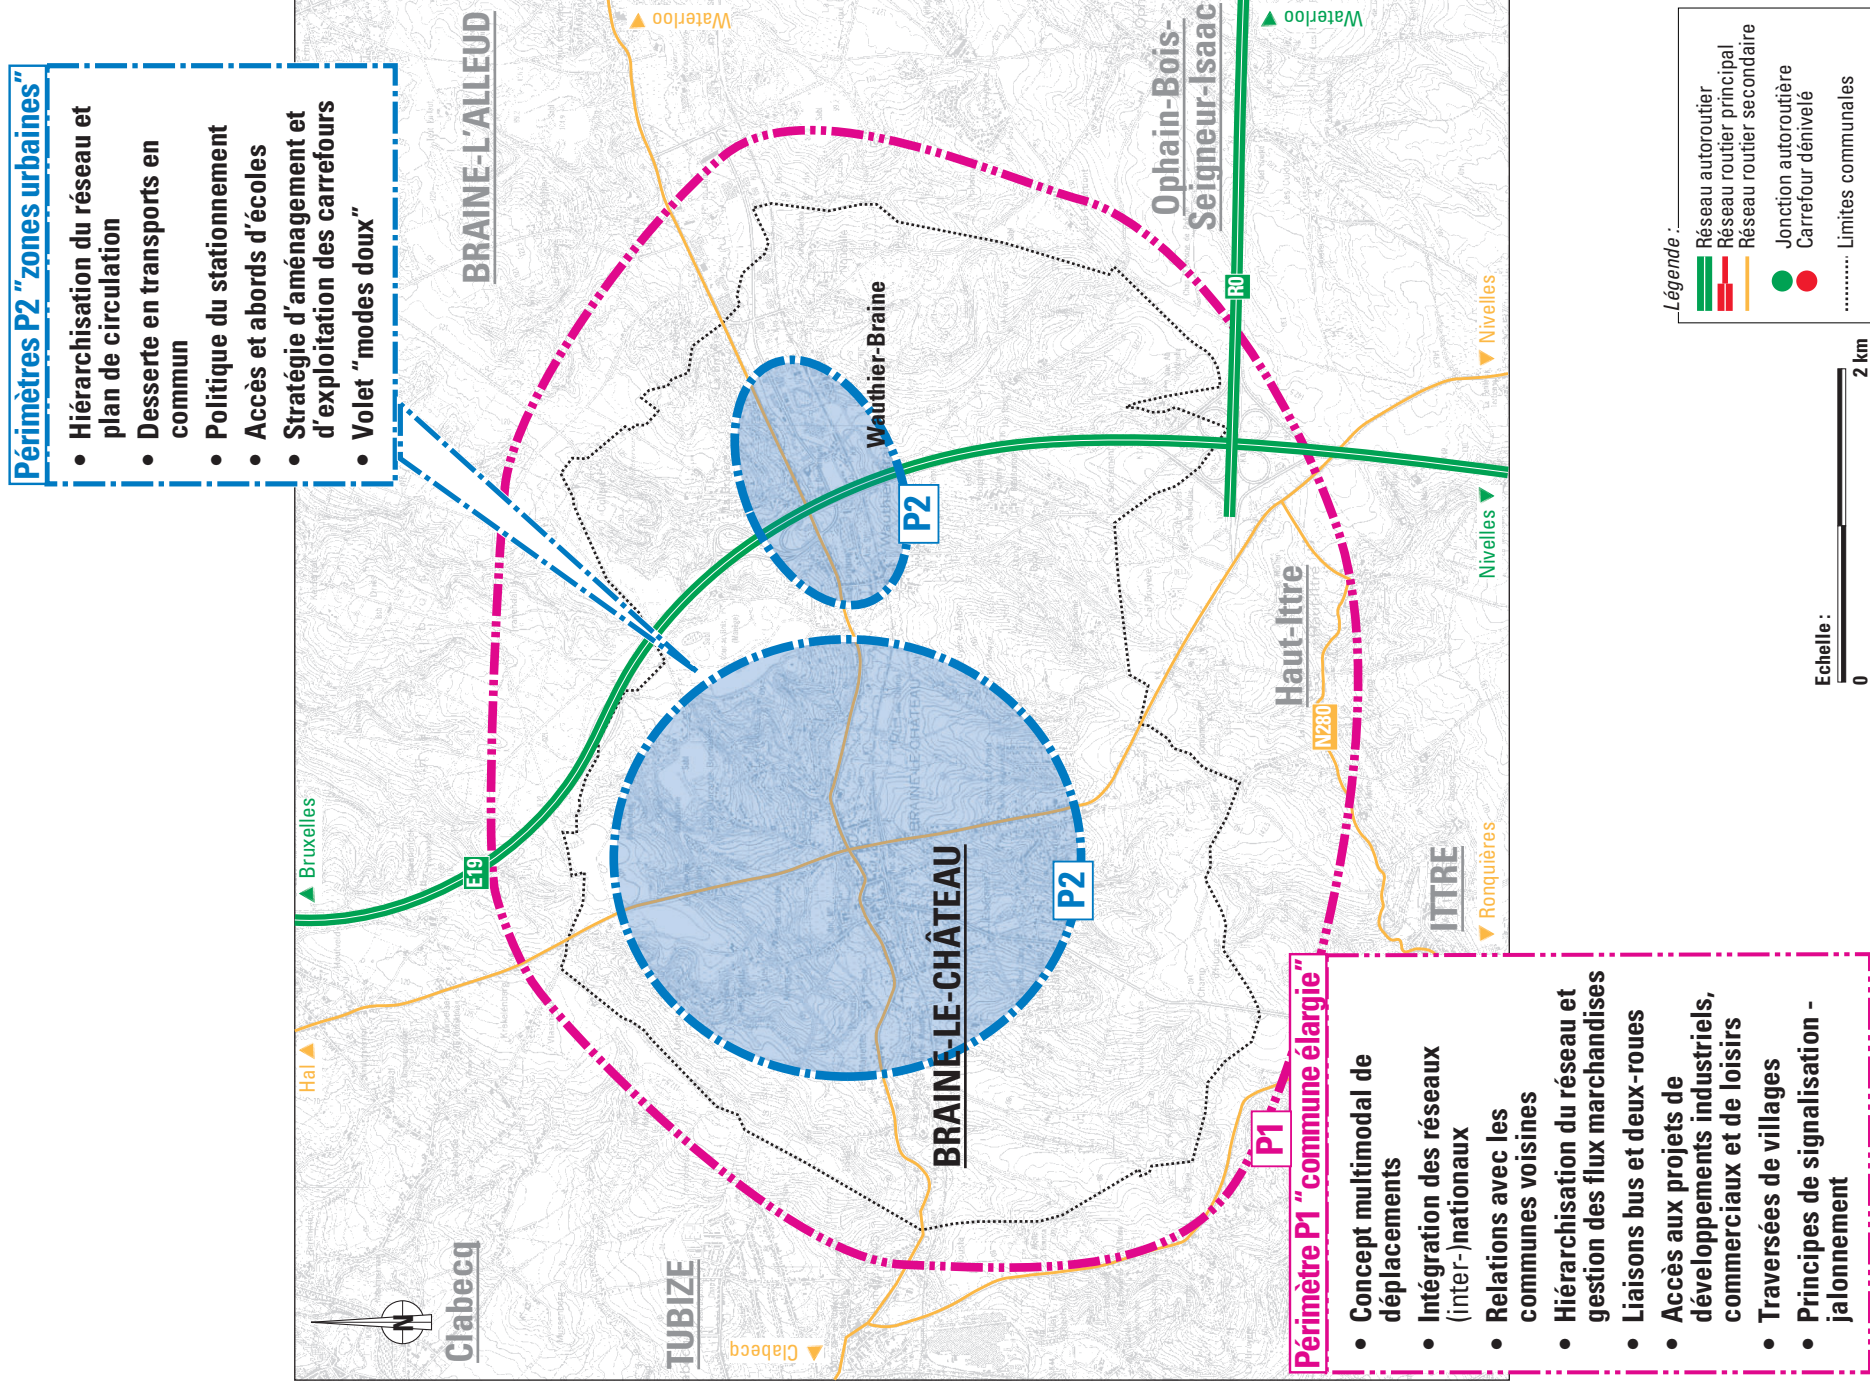 Périmètres P2 "zones urbaines"
• Hiérarchisation du réseau et
plan de circulation
• Desserte en transports en
commun
• Politique du stationnement
• Accès et abords d'écoles
• Stratégie d'aménagement et
d'exploitation des carrefours
• Volet "modes doux"
N
Clabecq
TUBIZE
Clabecq
Hal
Bruxelles
E19
BRAINE-L'ALLEUD
Waterloo
Wauthier-Braine
P2
BRAINE-LE-CHÂTEAU
P2
Ophain-Bois-
Seigneur-Isaac
R0
Waterloo
Haut-Ittre
N280
ITTRE
Ronquières
Nivelles
Nivelles
P1
Périmètre P1 "commune élargie"
• Concept multimodal de
déplacements
• Intégration des réseaux
(inter-)nationaux
• Relations avec les
communes voisines
• Hiérarchisation du réseau et
gestion des flux marchandises
• Liaisons bus et deux-roues
• Accès aux projets de
développements industriels,
commerciaux et de loisirs
• Traversées de villages
• Principes de signalisation -
jalonnement
Echelle :
0 2 km
Légende :
Réseau autoroutier
Réseau routier principal
Réseau routier secondaire
Jonction autoroutière
Carrefour dénivelé
Limites communales